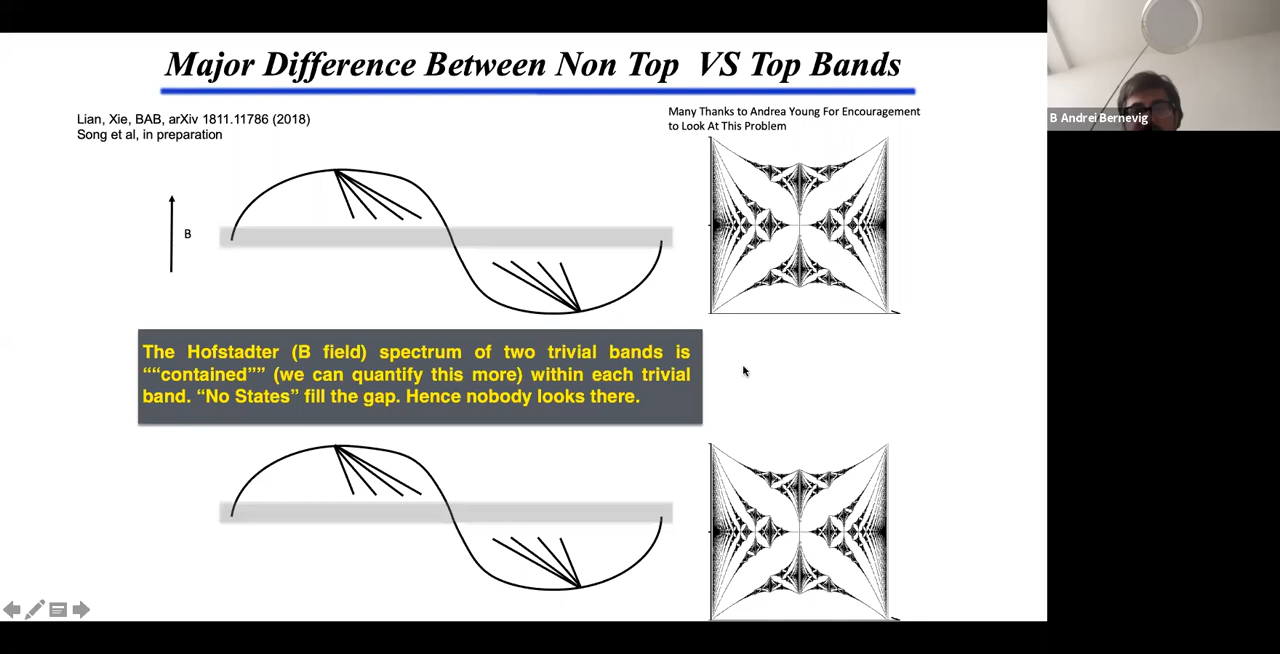 Major Difference Between Non Top VS Top Bands
Lian, Xie, BAB, arXiv 1811.11786 (2018)
Song et al, in preparation
Many Thanks to Andrea Young For Encouragement
to Look At This Problem
B Andrei Bernevig
B
The Hofstadter (B field) spectrum of two trivial bands is
““contained”” (we can quantify this more) within each trivial
band. “No States” fill the gap. Hence nobody looks there.